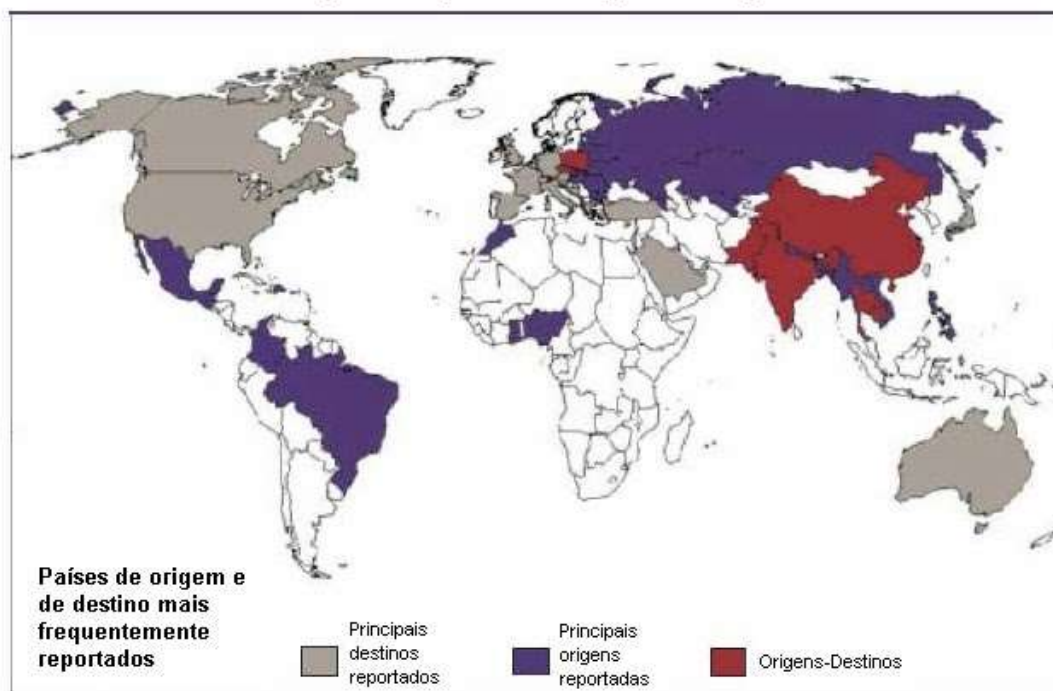 Países de origem e
de destino mais
frequentemente
reportados
Principais
destinos
reportados
Principais
origens
reportadas
Origens-Destinos